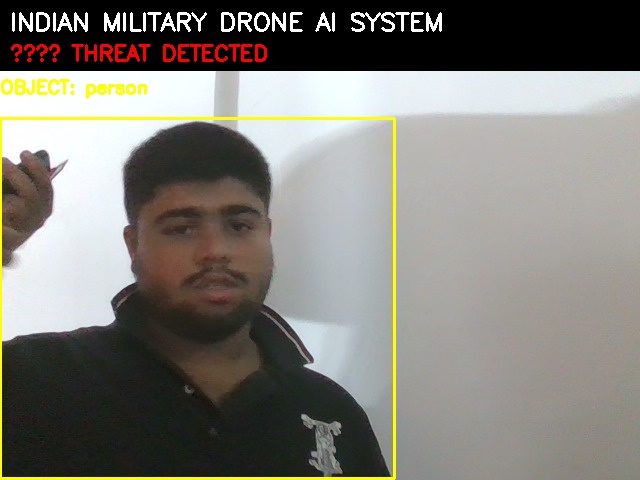 INDIAN MILITARY DRONE AI SYSTEM
???? THREAT DETECTED
OBJECT: person